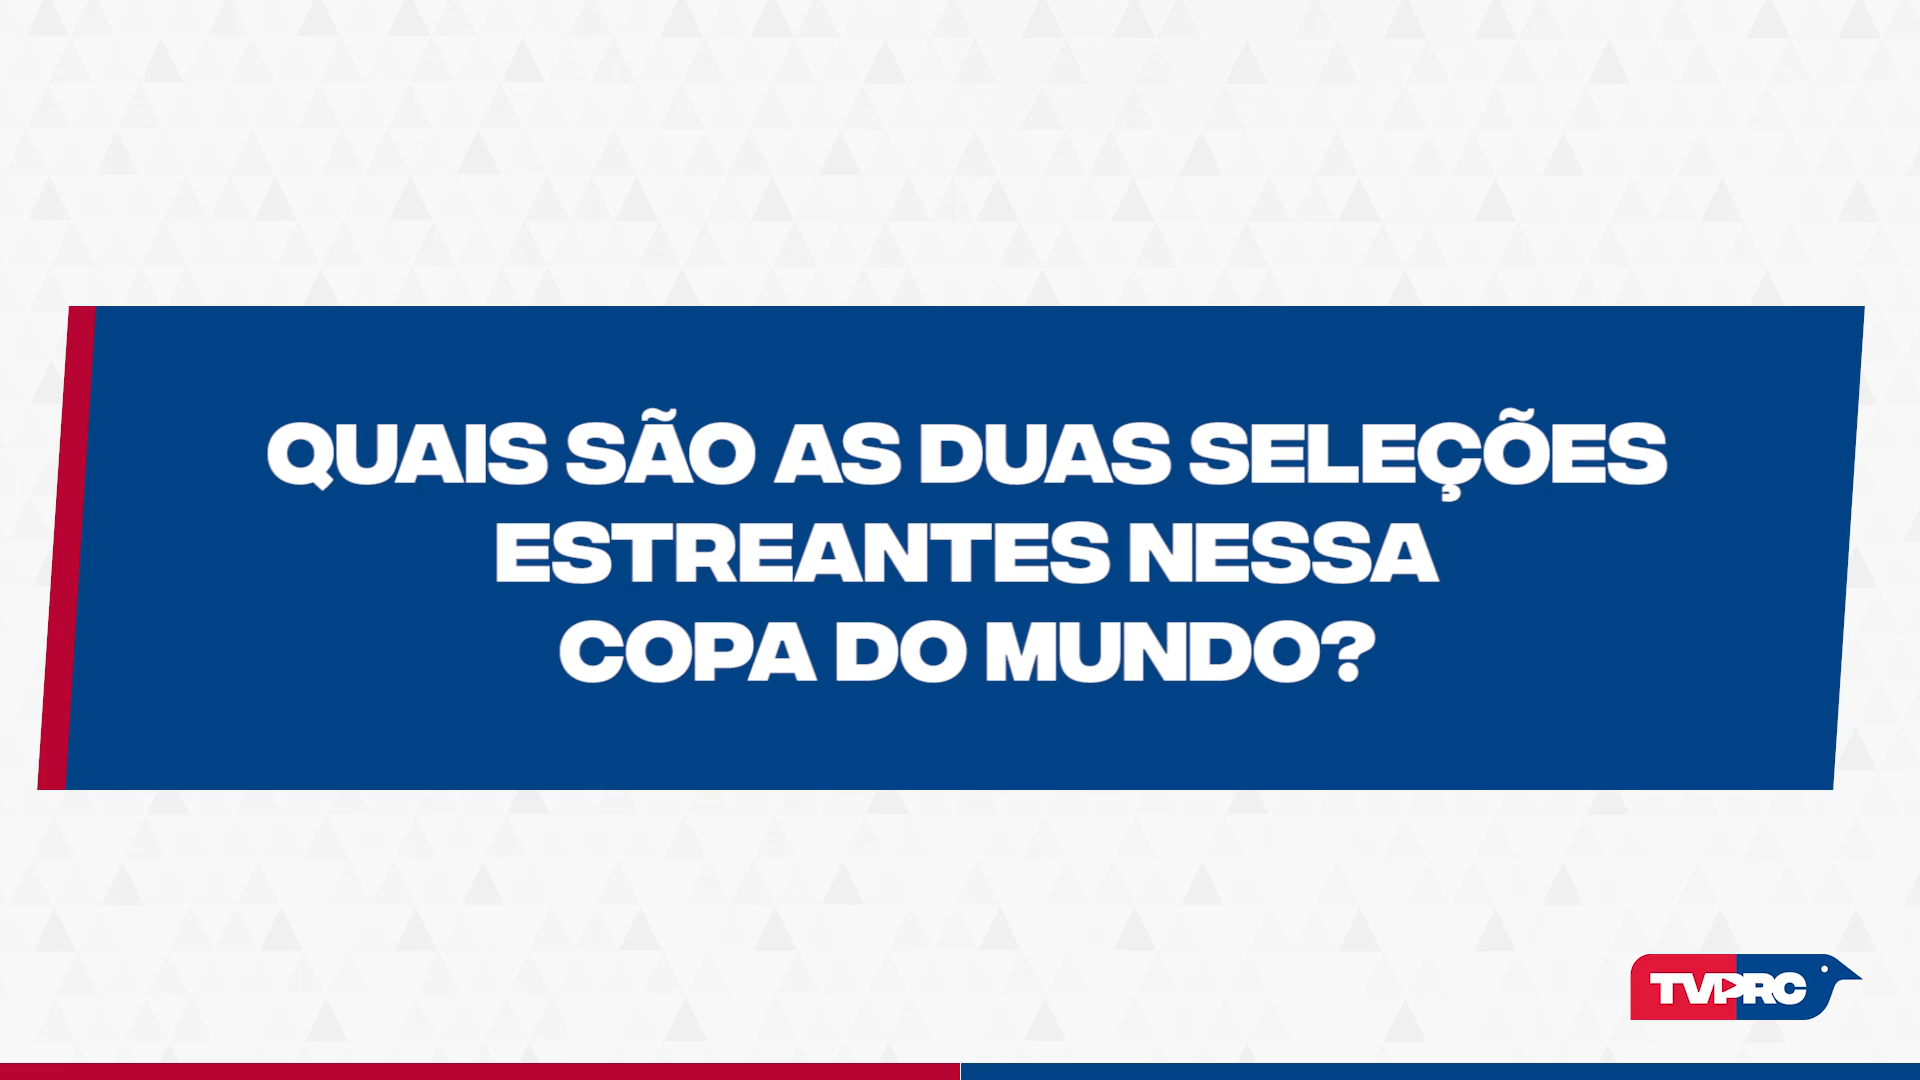 QUAIS SÃO AS DUAS SELEÇÕES
ESTREANTES NESSA
COPA DO MUNDO?
TVPRC